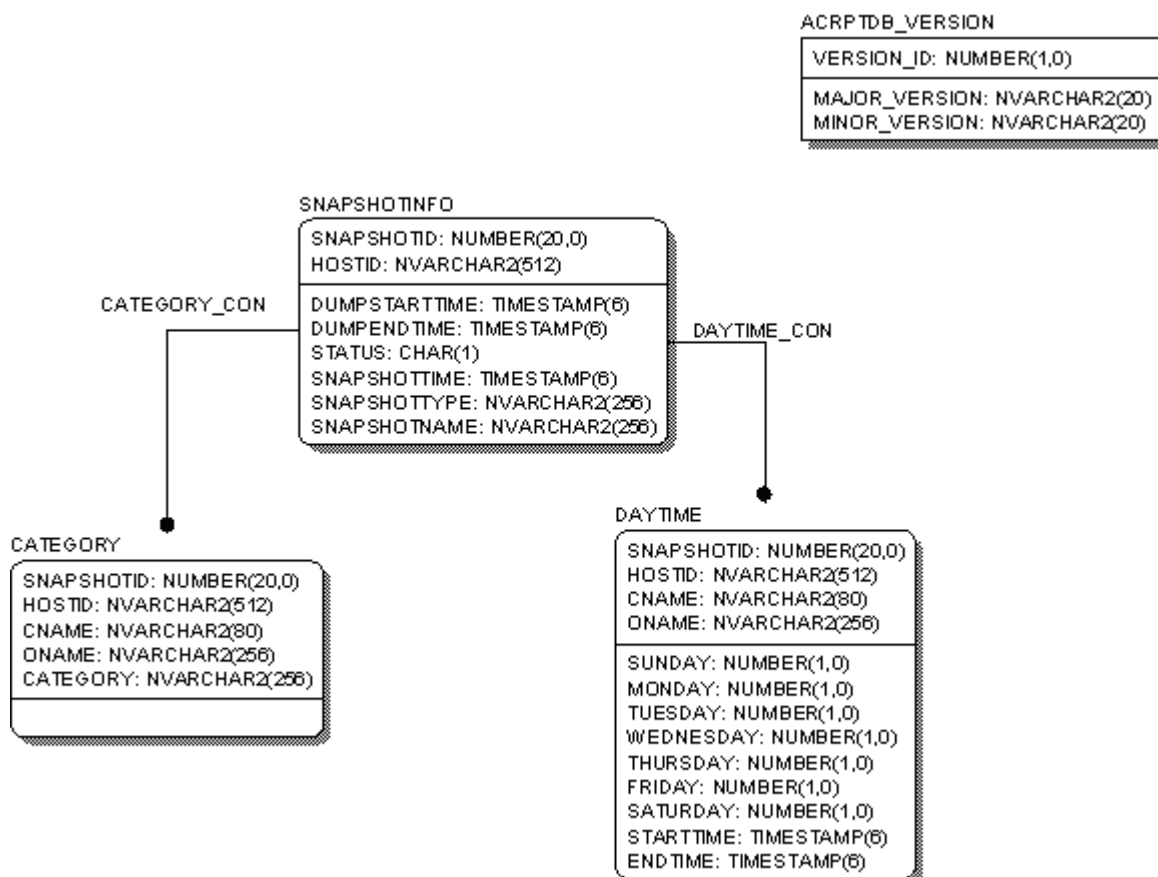 ACRPTDB_VERSION
VERSION_ID: NUMBER(1,0)
MAJOR_VERSION: NVARCHAR2(20)
MINOR_VERSION: NVARCHAR2(20)
SNAPSHOTINFO
SNAPSHOTID: NUMBER(20,0)
HOSTID: NVARCHAR2(512)
DUMPSTARTTIME: TIMESTAMP(6)
DUMPENDTIME: TIMESTAMP(6)
STATUS: CHAR(1)
SNAPSHOTTIME: TIMESTAMP(6)
SNAPSHOTTYPE: NVARCHAR2(256)
SNAPSHOTNAME: NVARCHAR2(256)
CATEGORY_CON
DAYTIME_CON
CATEGORY
SNAPSHOTID: NUMBER(20,0)
HOSTID: NVARCHAR2(512)
CNAME: NVARCHAR2(80)
ONAME: NVARCHAR2(256)
CATEGORY: NVARCHAR2(256)
DAYTIME
SNAPSHOTID: NUMBER(20,0)
HOSTID: NVARCHAR2(512)
CNAME: NVARCHAR2(80)
ONAME: NVARCHAR2(256)
SUNDAY: NUMBER(1,0)
MONDAY: NUMBER(1,0)
TUESDAY: NUMBER(1,0)
WEDNESDAY: NUMBER(1,0)
THURSDAY: NUMBER(1,0)
FRIDAY: NUMBER(1,0)
SATURDAY: NUMBER(1,0)
STARTTIME: TIMESTAMP(6)
ENDTIME: TIMESTAMP(6)